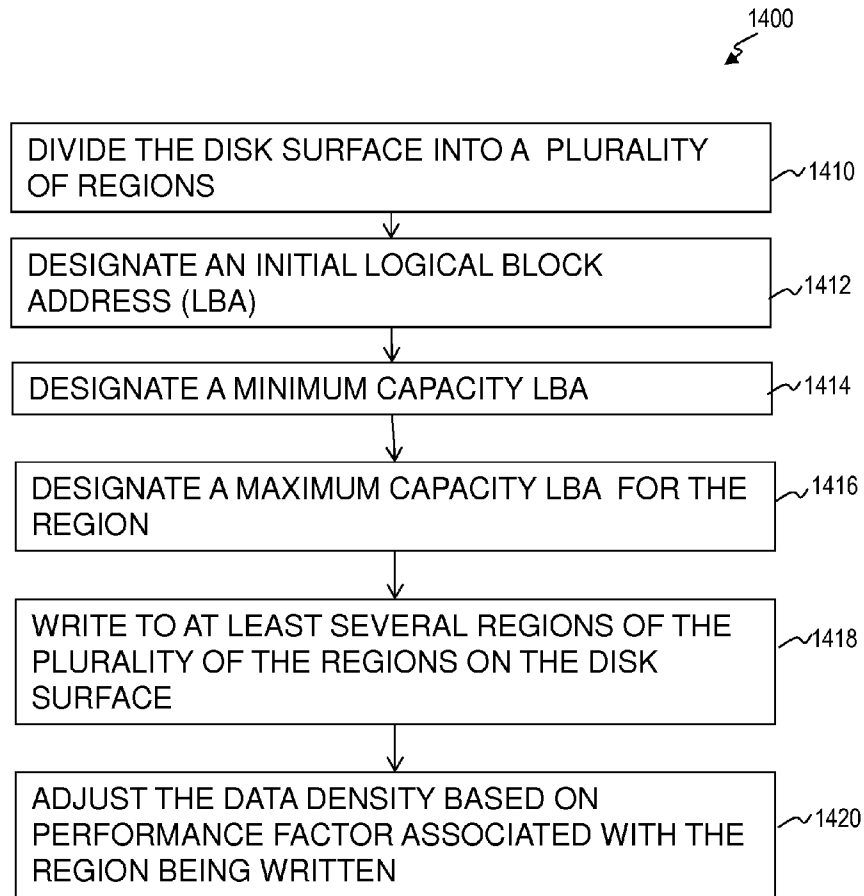 1400
DIVIDE THE DISK SURFACE INTO A PLURALITY
OF REGIONS
1410
DESIGNATE AN INITIAL LOGICAL BLOCK
ADDRESS (LBA)
1412
DESIGNATE A MINIMUM CAPACITY LBA
1414
DESIGNATE A MAXIMUM CAPACITY LBA FOR THE
REGION
1416
WRITE TO AT LEAST SEVERAL REGIONS OF THE
PLURALITY OF THE REGIONS ON THE DISK
SURFACE
1418
ADJUST THE DATA DENSITY BASED ON
PERFORMANCE FACTOR ASSOCIATED WITH THE
REGION BEING WRITTEN
1420